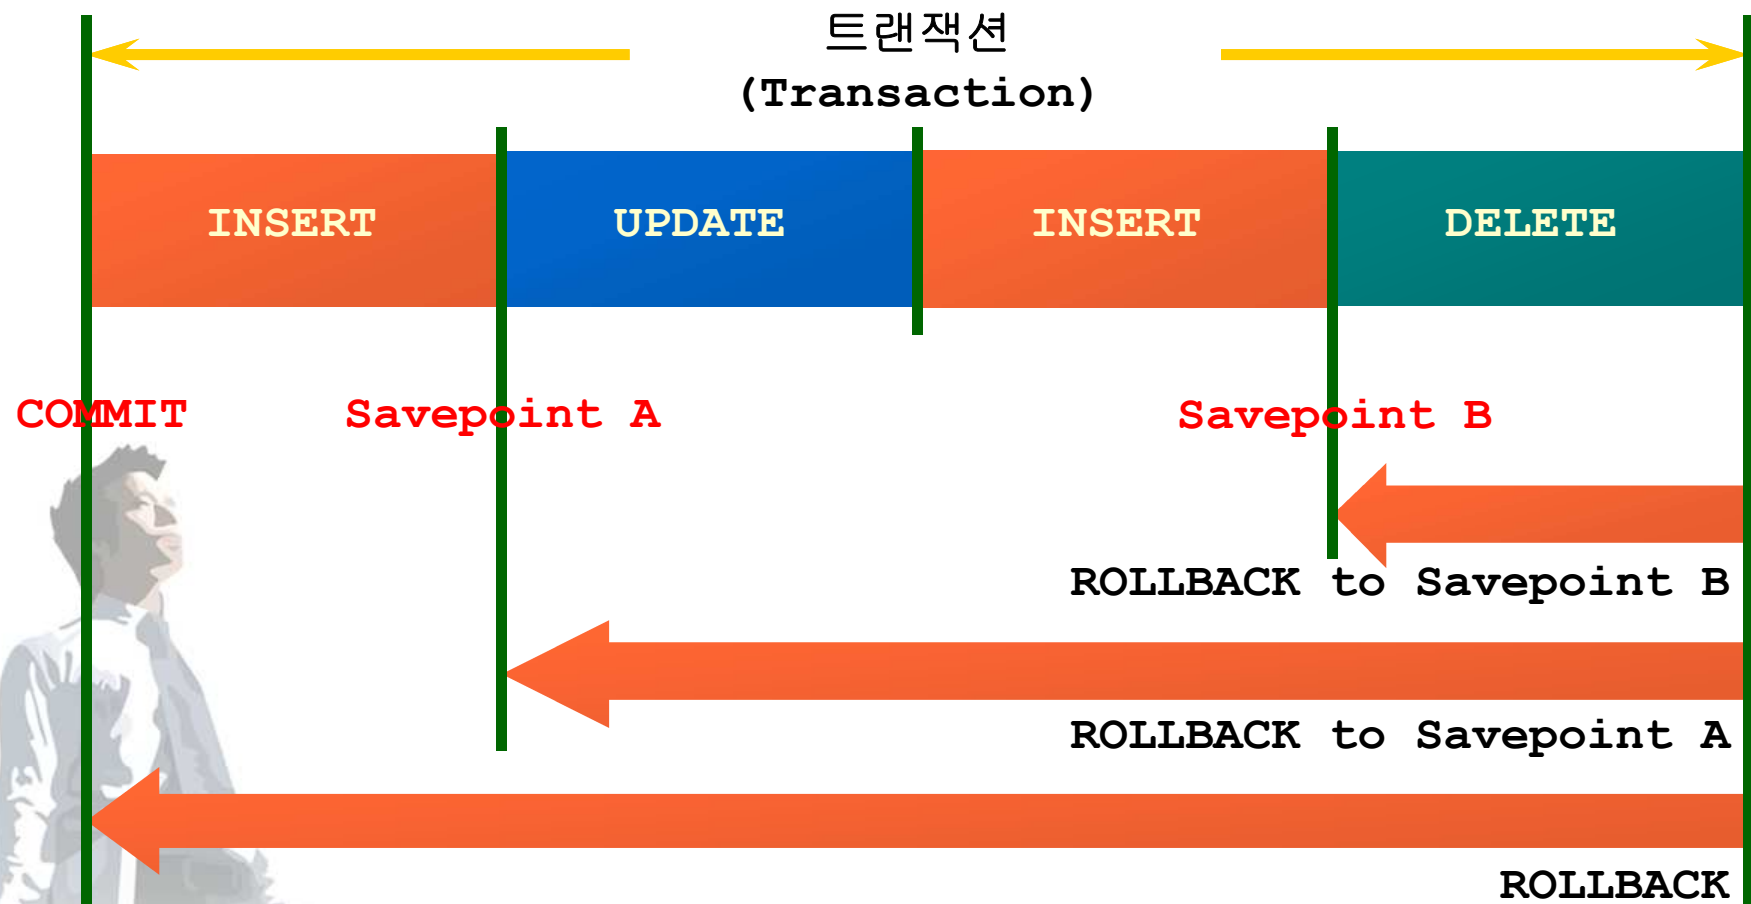 트랜잭션
(Transaction)
INSERT UPDATE INSERT DELETE
COMMIT Savepoint A Savepoint B
ROLLBACK to Savepoint B
ROLLBACK to Savepoint A
ROLLBACK